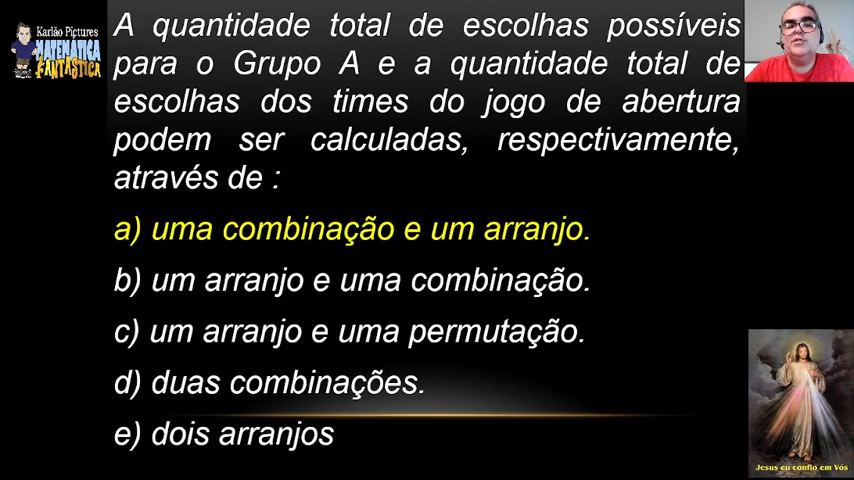 Karlão Pictures
MATEMÁTICA
FANTÁSTICA
A quantidade total de escolhas possíveis
para o Grupo A e a quantidade total de
escolhas dos times do jogo de abertura
podem ser calculadas, respectivamente,
através de :
a) uma combinação e um arranjo.
b) um arranjo e uma combinação.
c) um arranjo e uma permutação.
d) duas combinações.
e) dois arranjos
Jesus eu confio em Vós